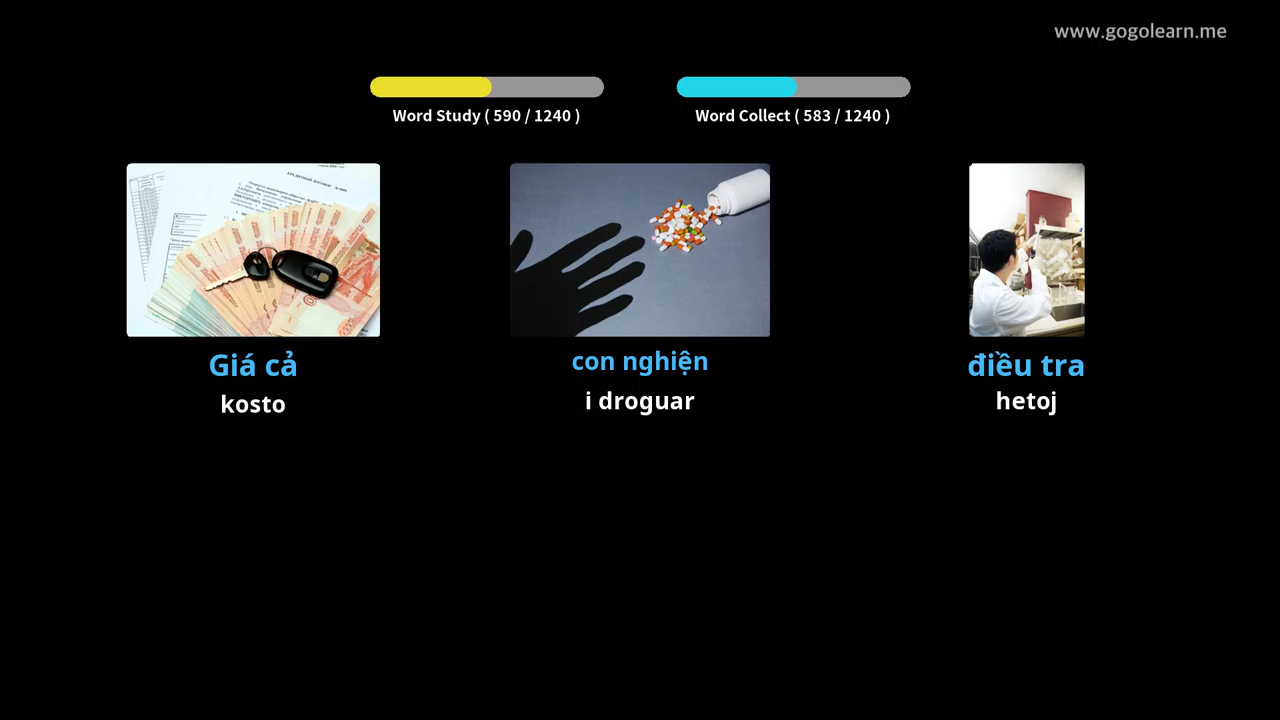 www.gogolearn.me
Word Study ( 590 / 1240 )
Word Collect ( 583 / 1240 )
Giá cả
con nghiện
điều tra
kosto
i droguar
hetoj